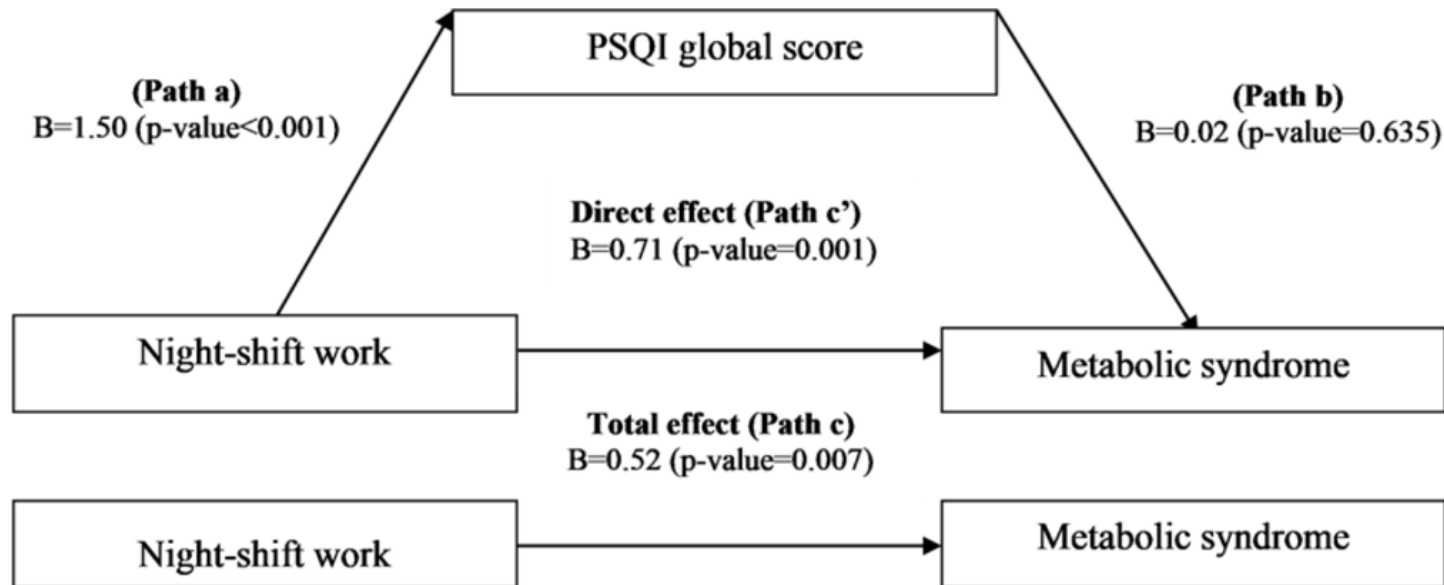 PSQI global score
(Path a)
B=1.50 (p-value<0.001)
(Path b)
B=0.02 (p-value=0.635)
Direct effect (Path c’)
B=0.71 (p-value=0.001)
Night-shift work
Metabolic syndrome
Total effect (Path c)
B=0.52 (p-value=0.007)
Night-shift work
Metabolic syndrome